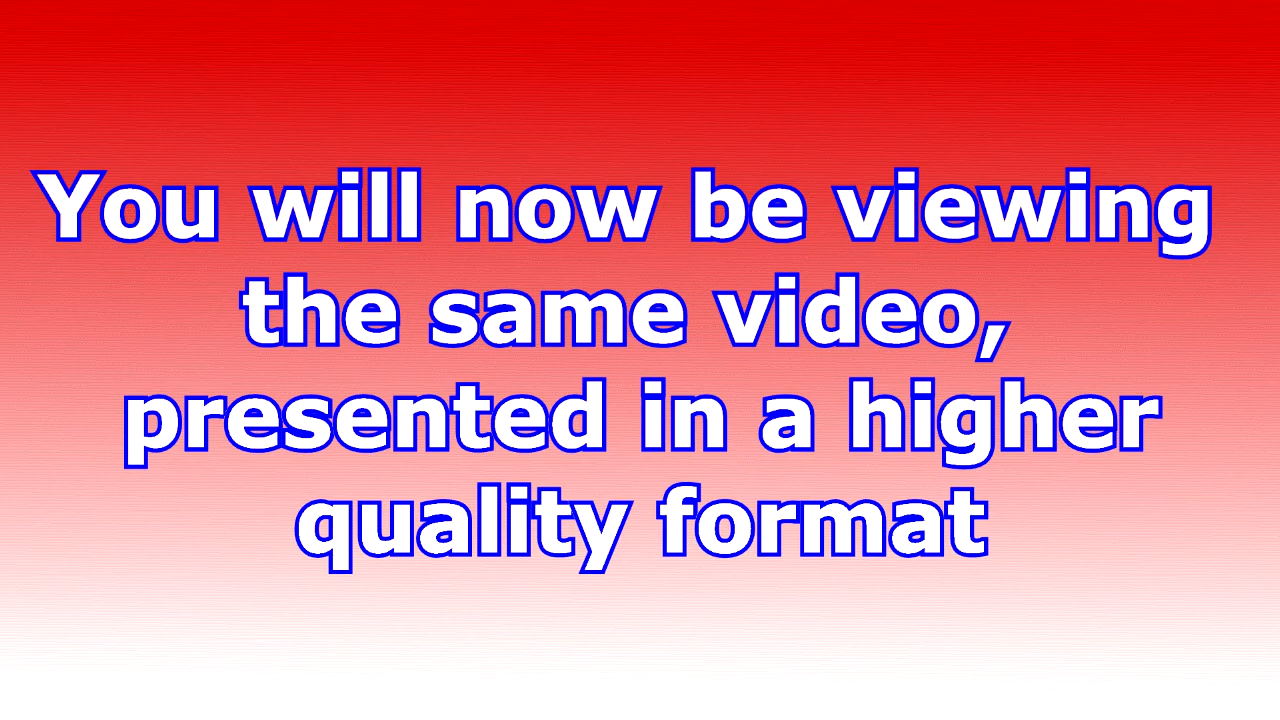 You will now be viewing
the same video,
presented in a higher
quality format